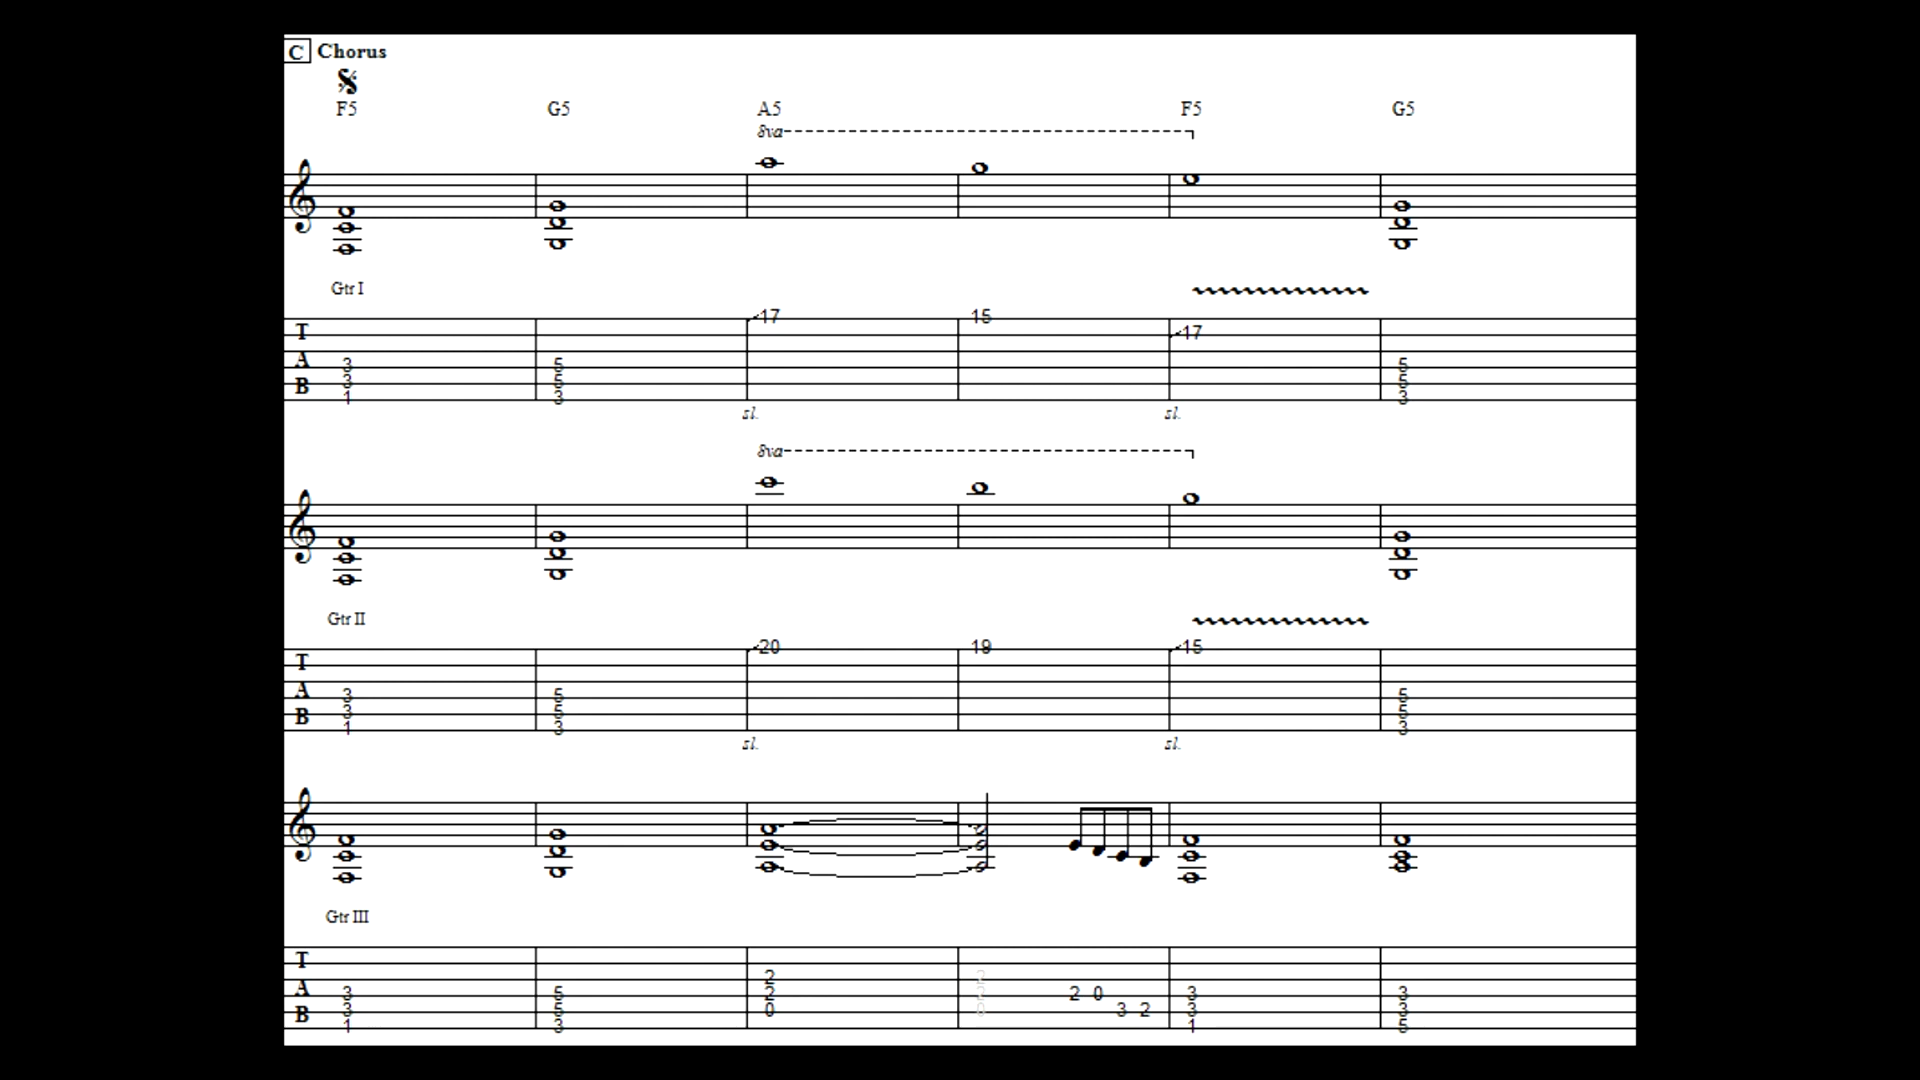 C Chorus
F5 G5 A5 F5 G5
8va
Gtr I
17 15
17
T
A
B
3 5 5
3 5 5
1 3 3
sl. sl.
8va
Gtr II
20 19 15
T
A
B
3 5 5
3 5 5
1 3 3
sl. sl.
Gtr III
T
A
B
2 2
3 5 2 2 2 0 3 3
3 5 0 0 3 2 3 3
1 3 1 5